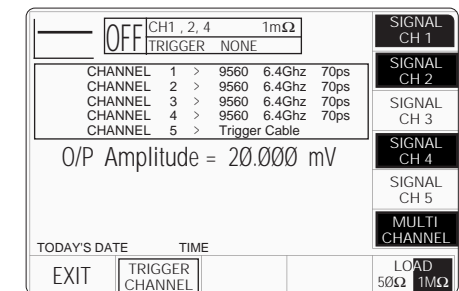 OFF CH1 , 2, 4 1mΩ
TRIGGER NONE
CHANNEL 1 > 9560 6.4Ghz 70ps
CHANNEL 2 > 9560 6.4Ghz 70ps
CHANNEL 3 > 9560 6.4Ghz 70ps
CHANNEL 4 > 9560 6.4Ghz 70ps
CHANNEL 5 > Trigger Cable
O/P Amplitude = 2Ø.ØØØ mV
TODAY'S DATE TIME
EXIT
TRIGGER
CHANNEL
SIGNAL
CH 1
SIGNAL
CH 2
SIGNAL
CH 3
SIGNAL
CH 4
SIGNAL
CH 5
MULTI
CHANNEL
LOAD
5ØΩ 1MΩ